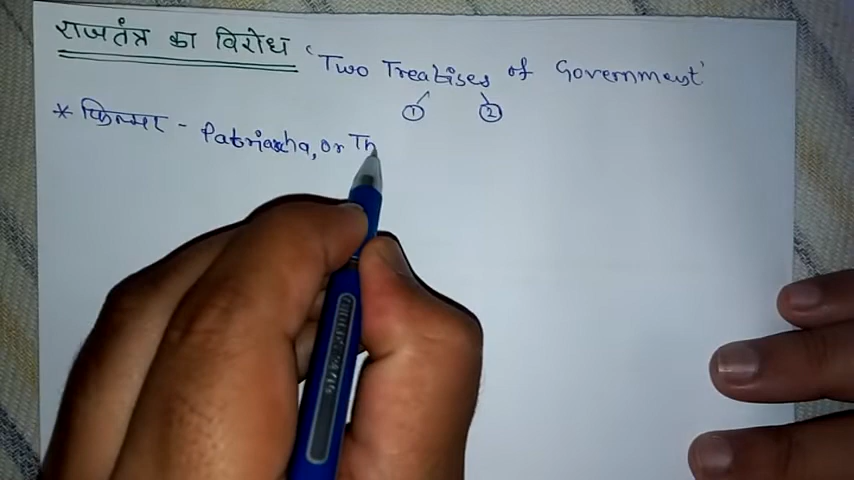 राजतंत्र का विरोध 'Two Treatises of Government'
① ②
* फिल्मर - Patriarcha, or Th